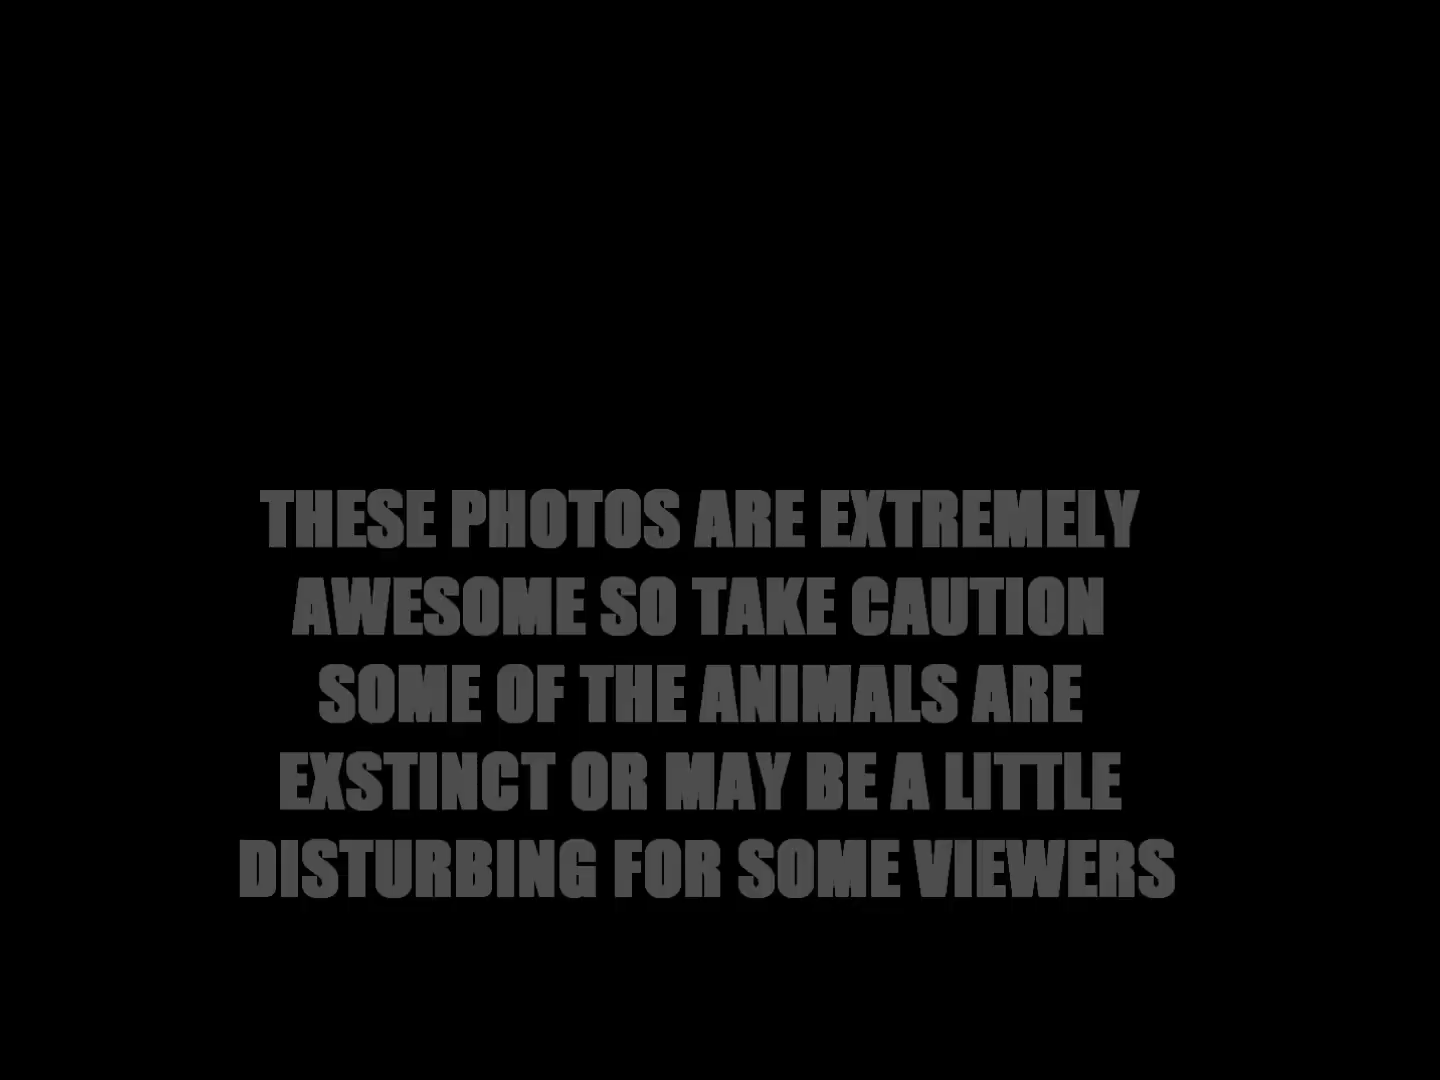 THESE PHOTOS ARE EXTREMELY
AWESOME SO TAKE CAUTION
SOME OF THE ANIMALS ARE
EXSTINCT OR MAY BE A LITTLE
DISTURBING FOR SOME VIEWERS